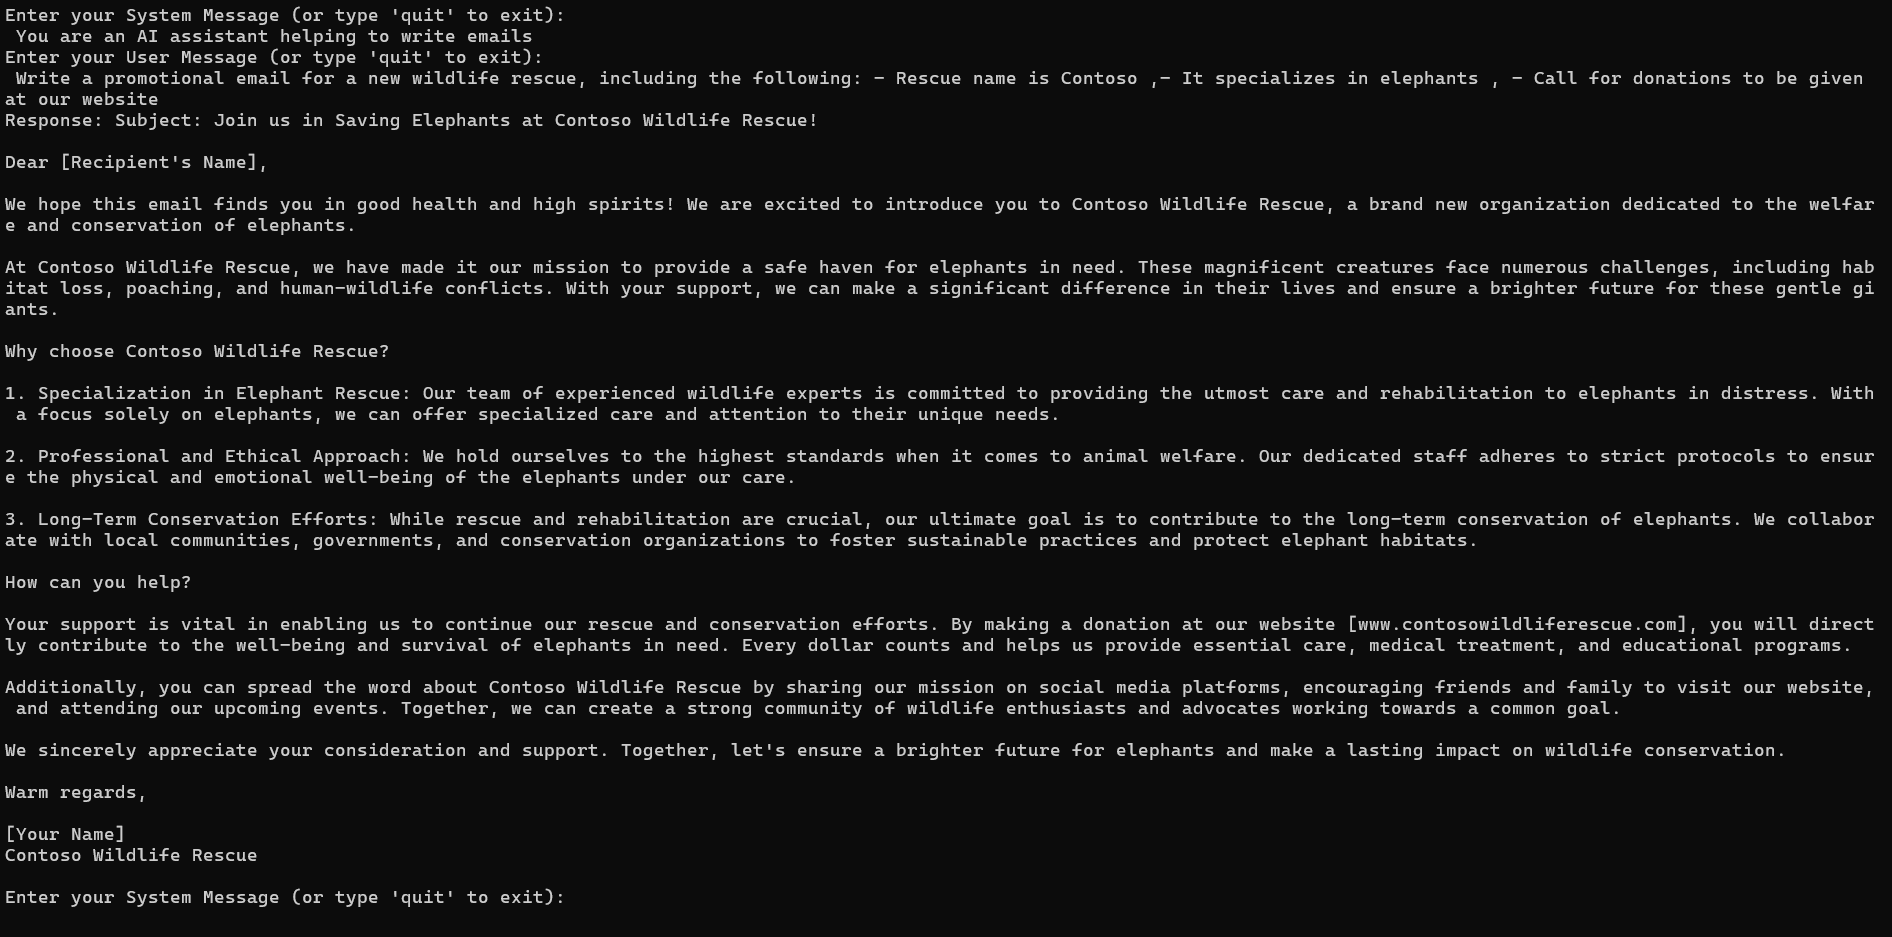 Enter your System Message (or type 'quit' to exit):
 You are an AI assistant helping to write emails
Enter your User Message (or type 'quit' to exit):
 Write a promotional email for a new wildlife rescue, including the following: - Rescue name is Contoso ,- It specializes in elephants , - Call for donations to be given
at our website
Response: Subject: Join us in Saving Elephants at Contoso Wildlife Rescue!

Dear [Recipient's Name],

We hope this email finds you in good health and high spirits! We are excited to introduce you to Contoso Wildlife Rescue, a brand new organization dedicated to the welfar
e and conservation of elephants.

At Contoso Wildlife Rescue, we have made it our mission to provide a safe haven for elephants in need. These magnificent creatures face numerous challenges, including hab
itat loss, poaching, and human-wildlife conflicts. With your support, we can make a significant difference in their lives and ensure a brighter future for these gentle gi
ants.

Why choose Contoso Wildlife Rescue?

1. Specialization in Elephant Rescue: Our team of experienced wildlife experts is committed to providing the utmost care and rehabilitation to elephants in distress. With
 a focus solely on elephants, we can offer specialized care and attention to their unique needs.

2. Professional and Ethical Approach: We hold ourselves to the highest standards when it comes to animal welfare. Our dedicated staff adheres to strict protocols to ensur
e the physical and emotional well-being of the elephants under our care.

3. Long-Term Conservation Efforts: While rescue and rehabilitation are crucial, our ultimate goal is to contribute to the long-term conservation of elephants. We collabor
ate with local communities, governments, and conservation organizations to foster sustainable practices and protect elephant habitats.

How can you help?

Your support is vital in enabling us to continue our rescue and conservation efforts. By making a donation at our website [www.contosowildliferescue.com], you will direct
ly contribute to the well-being and survival of elephants in need. Every dollar counts and helps us provide essential care, medical treatment, and educational programs.

Additionally, you can spread the word about Contoso Wildlife Rescue by sharing our mission on social media platforms, encouraging friends and family to visit our website,
 and attending our upcoming events. Together, we can create a strong community of wildlife enthusiasts and advocates working towards a common goal.

We sincerely appreciate your consideration and support. Together, let's ensure a brighter future for elephants and make a lasting impact on wildlife conservation.

Warm regards,

[Your Name]
Contoso Wildlife Rescue

Enter your System Message (or type 'quit' to exit):